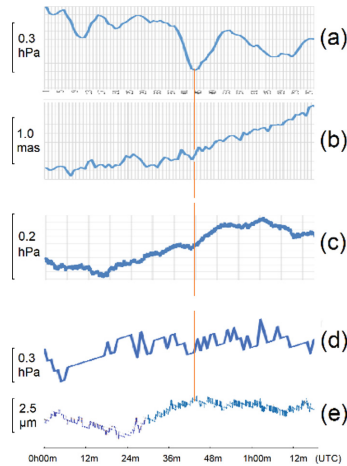 0.3
hPa
(a)
1.0
mas
(b)
0.2
hPa
(c)
0.3
hPa
(d)
2.5
μm
(e)
0h00m 12m 24m 36m 0h48m 1h00m 12m (UTC)